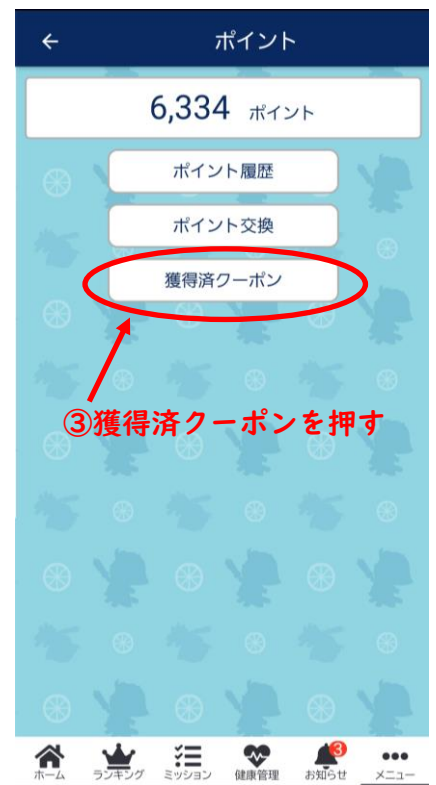 ←
ポイント
6,334 ポイント
ポイント履歴
ポイント交換
獲得済クーポン
③獲得済クーポンを押す
3
ホーム ランキング ミッション 健康管理 お知らせ メニュー